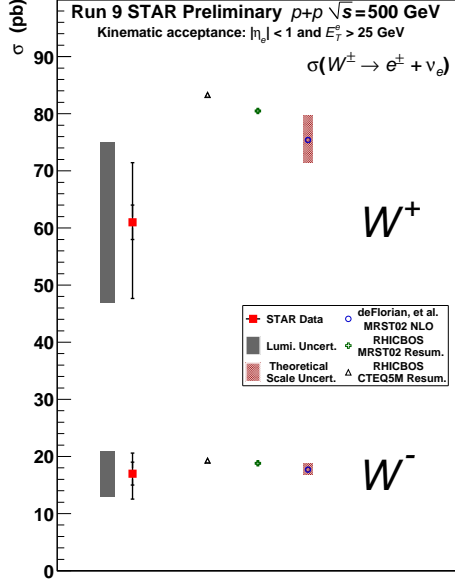 Run 9 STAR Preliminary p+p √s=500 GeV
Kinematic acceptance: |η_e| < 1 and E_T^e > 25 GeV
σ(W^± → e^± + ν_e)
σ (pb)
100
90
80
70
60
50
40
30
20
10
0
W^+
STAR Data
deFlorian, et al.
MRST02 NLO
Lumi. Uncert.
RHICBOS
MRST02 Resum.
Theoretical
Scale Uncert.
RHICBOS
CTEQ5M Resum.
W^-